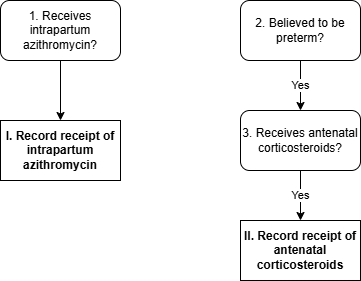 1. Receives
intrapartum
azithromycin?
I. Record receipt of
intrapartum
azithromycin
2. Believed to be
preterm?
Yes
3. Receives antenatal
corticosteroids?
Yes
II. Record receipt of
antenatal
corticosteroids